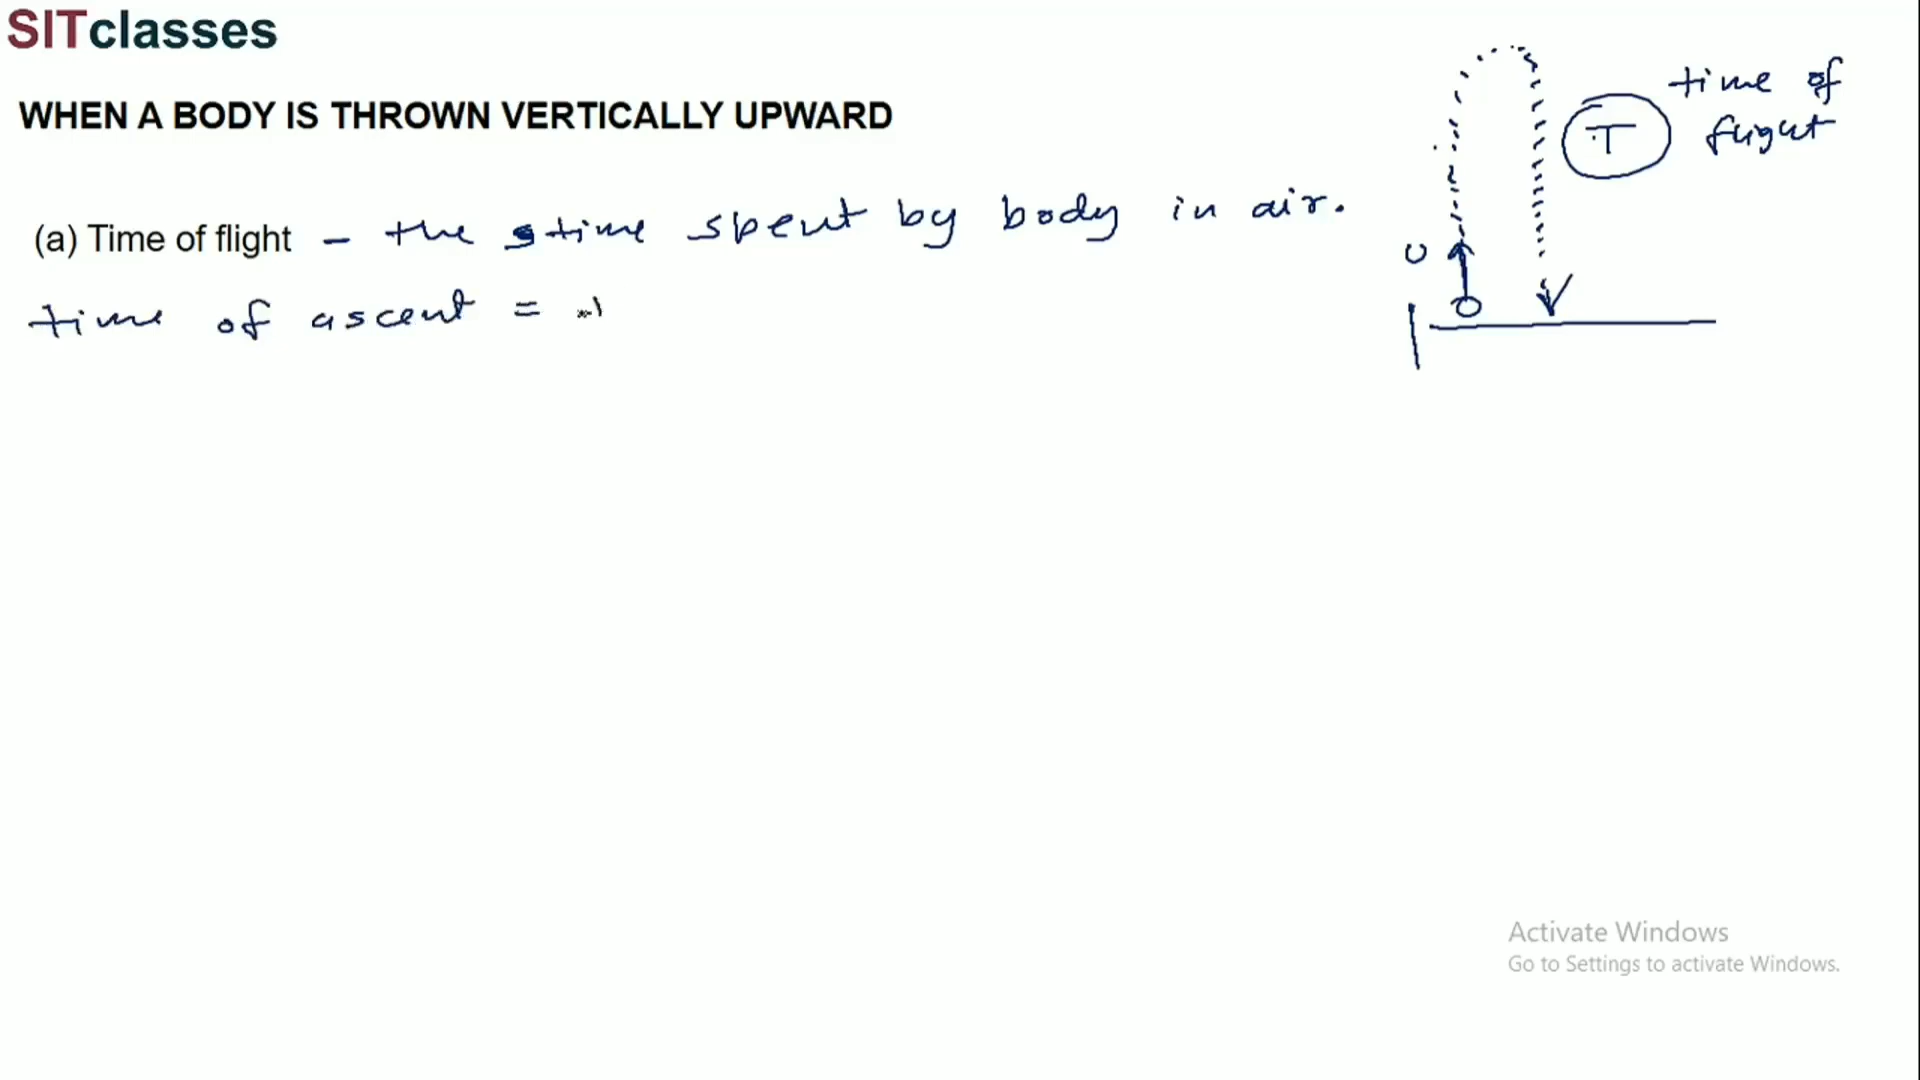 SITclasses
WHEN A BODY IS THROWN VERTICALLY UPWARD
(a) Time of flight - the time spent by body in air.
time of ascent =
time of
flight
T
u
Activate Windows
Go to Settings to activate Windows.